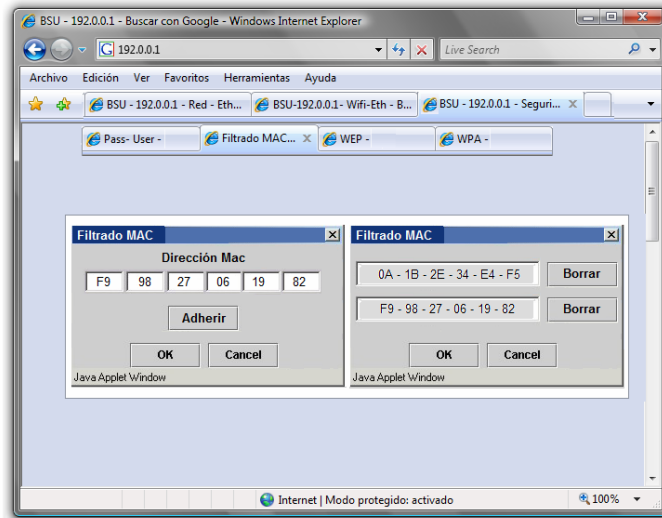 BSU - 192.0.0.1 - Buscar con Google - Windows Internet Explorer
192.0.0.1
Live Search
Archivo Edición Ver Favoritos Herramientas Ayuda
BSU - 192.0.0.1 - Red - Eth... BSU-192.0.0.1- Wifi-Eth - B... BSU - 192.0.0.1 - Seguri...
Pass- User - Filtrado MAC... WEP - WPA -
Filtrado MAC
Dirección Mac
F9 98 27 06 19 82
Adherir
OK Cancel
Java Applet Window
Filtrado MAC
0A - 1B - 2E - 34 - E4 - F5 Borrar
F9 - 98 - 27 - 06 - 19 - 82 Borrar
OK Cancel
Java Applet Window
Internet | Modo protegido: activado 100%